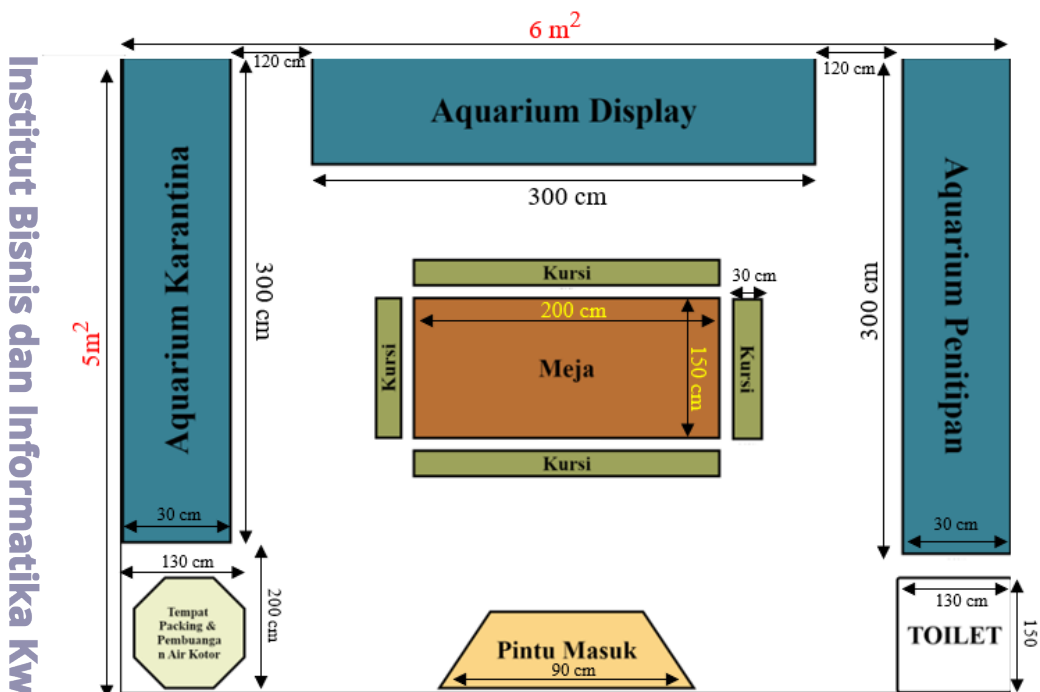 6 m²
120 cm
120 cm
Aquarium Display
300 cm
Institut Bisnis dan Informatika Kw
5m²
Aquarium Karantina
300 cm
30 cm
Kursi
30 cm
Kursi
200 cm
150 cm
Meja
Kursi
Kursi
300 cm
Aquarium Penitipan
30 cm
130 cm
200 cm
Tempat
Packing &
Pembuanga
n Air Kotor
Pintu Masuk
90 cm
130 cm
TOILET
150